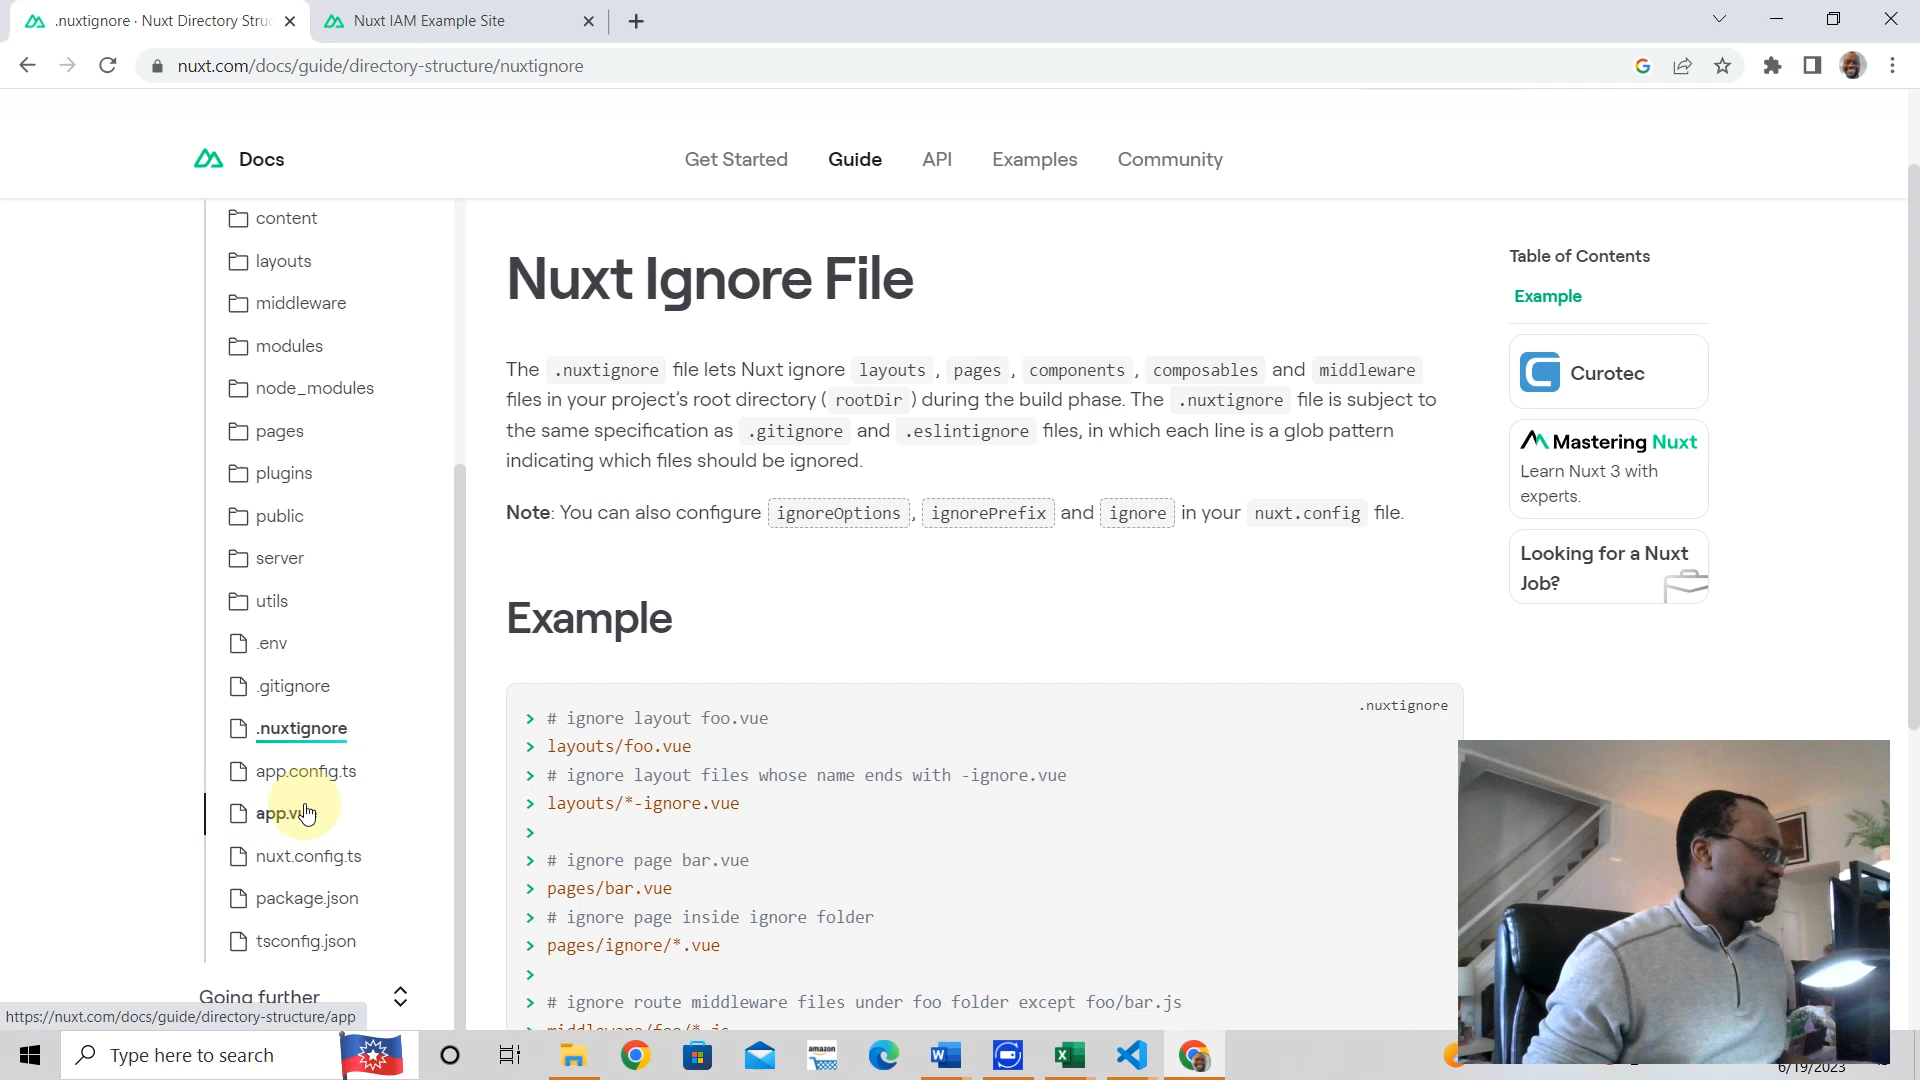 .nuxtignore · Nuxt Directory Struc
Nuxt IAM Example Site
nuxt.com/docs/guide/directory-structure/nuxtignore
Docs
Get Started
Guide
API
Examples
Community
content
layouts
middleware
modules
node_modules
pages
plugins
public
server
utils
.env
.gitignore
.nuxtignore
app.config.ts
app.vu
nuxt.config.ts
package.json
tsconfig.json
Going further
https://nuxt.com/docs/guide/directory-structure/app
Nuxt Ignore File
The .nuxtignore file lets Nuxt ignore layouts , pages , components , composables and middleware
files in your project's root directory ( rootDir ) during the build phase. The .nuxtignore file is subject to
the same specification as .gitignore and .eslintignore files, in which each line is a glob pattern
indicating which files should be ignored.
Note: You can also configure ignoreOptions , ignorePrefix and ignore in your nuxt.config file.
Example
.nuxtignore
> # ignore layout foo.vue
> layouts/foo.vue
> # ignore layout files whose name ends with -ignore.vue
> layouts/*-ignore.vue
>
> # ignore page bar.vue
> pages/bar.vue
> # ignore page inside ignore folder
> pages/ignore/*.vue
>
> # ignore route middleware files under foo folder except foo/bar.js
> middleware/foo/*.js
Table of Contents
Example
Curotec
Mastering Nuxt
Learn Nuxt 3 with
experts.
Looking for a Nuxt
Job?
Type here to search
amazon
6/19/2023